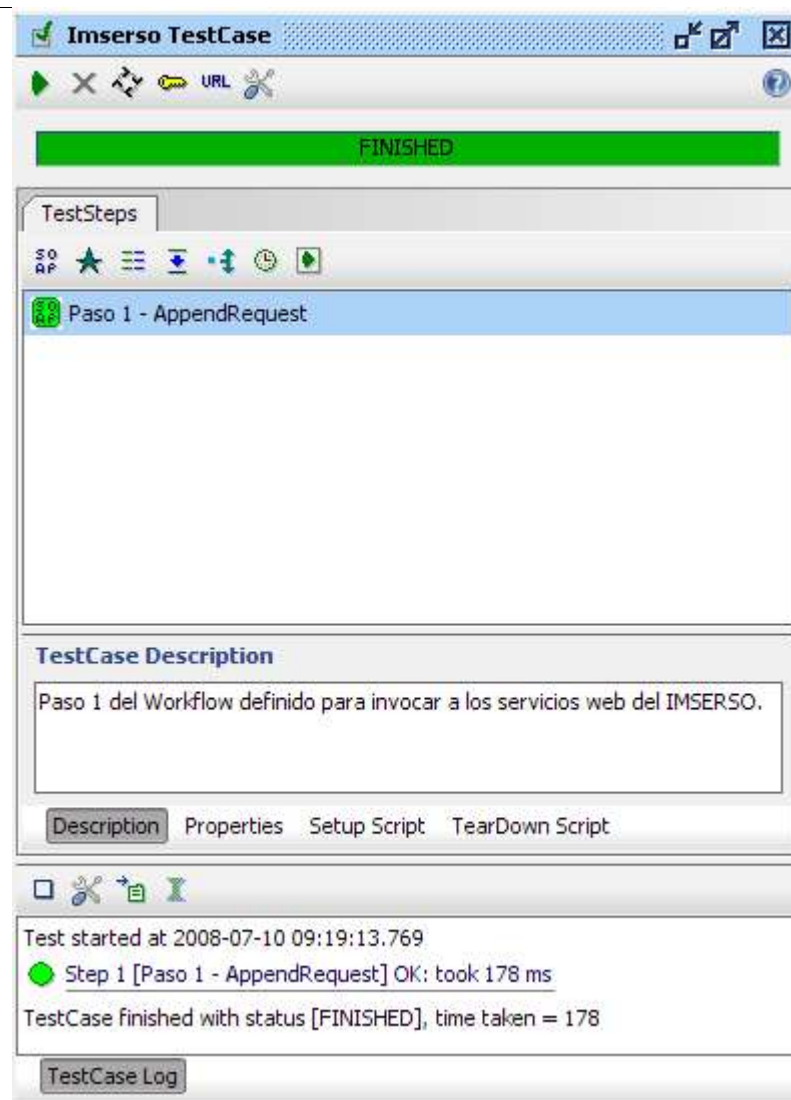 Imserso TestCase
URL
FINISHED
TestSteps
SO
AP
SO
AP
Paso 1 - AppendRequest
TestCase Description
Paso 1 del Workflow definido para invocar a los servicios web del IMSERSO.
Description Properties Setup Script TearDown Script
Test started at 2008-07-10 09:19:13.769
Step 1 [Paso 1 - AppendRequest] OK: took 178 ms
TestCase finished with status [FINISHED], time taken = 178
TestCase Log